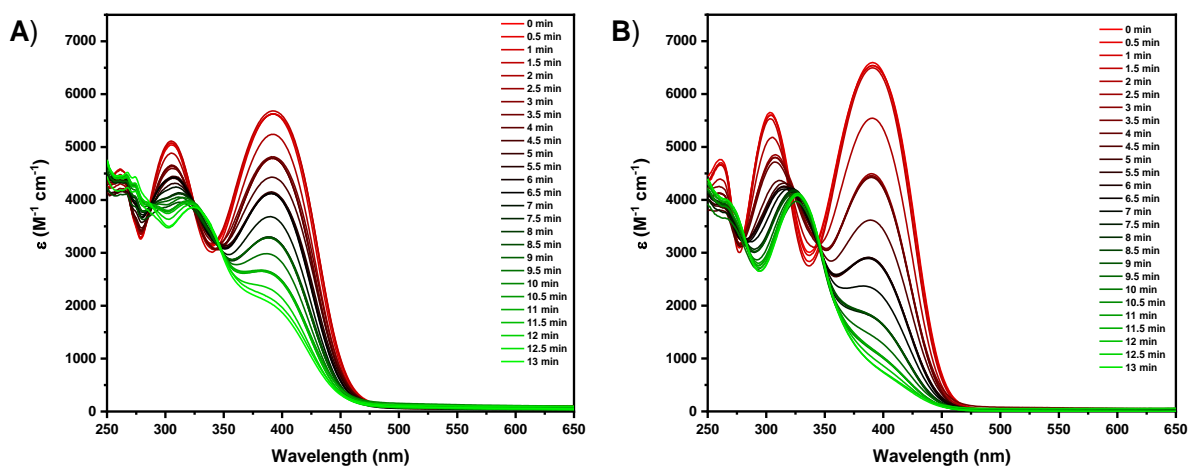 A)
7000
6000
5000
4000
3000
2000
1000
0
250 300 350 400 450 500 550 600 650
ε (M⁻¹ cm⁻¹)
Wavelength (nm)
0 min
0.5 min
1 min
1.5 min
2 min
2.5 min
3 min
3.5 min
4 min
4.5 min
5 min
5.5 min
6 min
6.5 min
7 min
7.5 min
8 min
8.5 min
9 min
9.5 min
10 min
10.5 min
11 min
11.5 min
12 min
12.5 min
13 min
B)
7000
6000
5000
4000
3000
2000
1000
0
250 300 350 400 450 500 550 600 650
ε (M⁻¹ cm⁻¹)
Wavelength (nm)
0 min
0.5 min
1 min
1.5 min
2 min
2.5 min
3 min
3.5 min
4 min
4.5 min
5 min
5.5 min
6 min
6.5 min
7 min
7.5 min
8 min
8.5 min
9 min
9.5 min
10 min
10.5 min
11 min
11.5 min
12 min
12.5 min
13 min